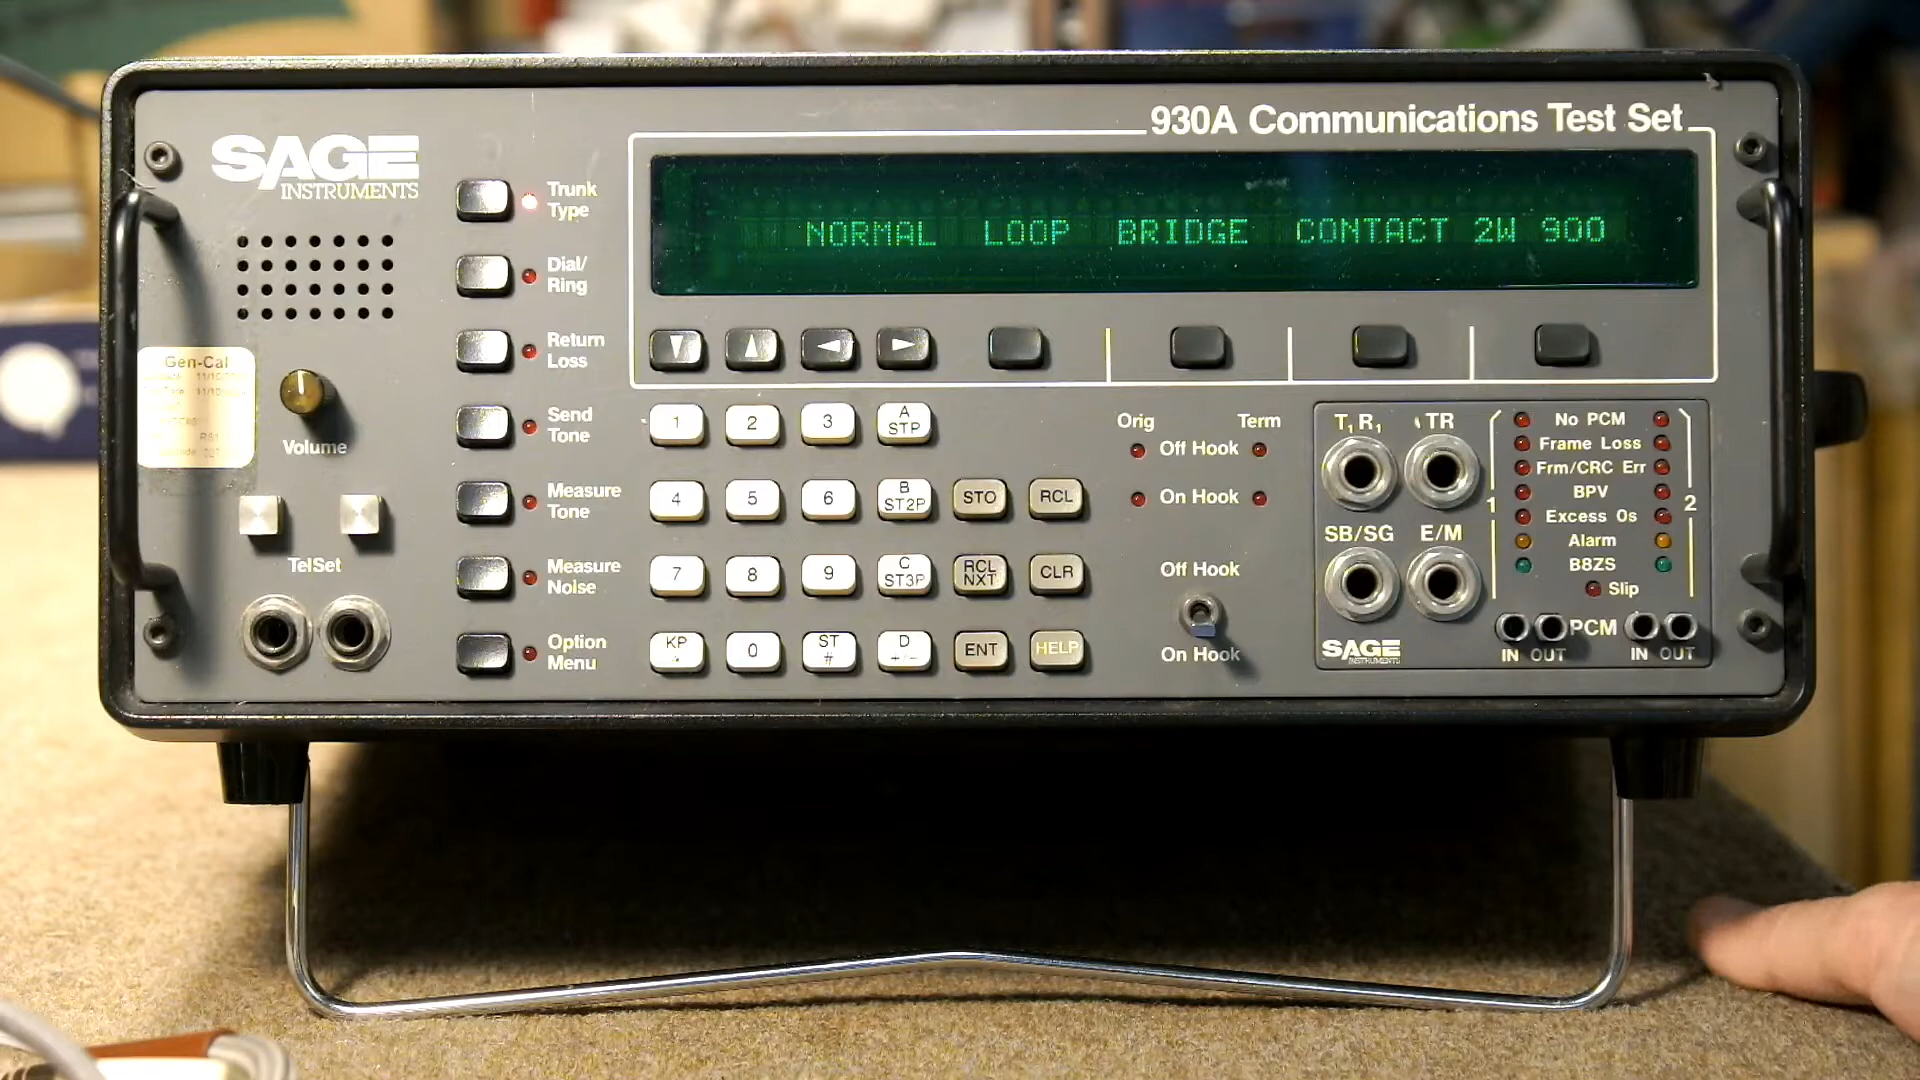 930A Communications Test Set
SAGE
INSTRUMENTS
NORMAL LOOP BRIDGE CONTACT 2W 900
Trunk
Type
Dial/
Ring
Return
Loss
Send
Tone
Measure
Tone
Measure
Noise
Option
Menu
Gen-Cal
Volume
TelSet
▼ ▲ ◄ ►
1 2 3 A
STP
4 5 6 B
ST2P
STO RCL
7 8 9 C
ST3P
RCL
NXT
CLR
KP
*
0 ST
#
D
+/−
ENT HELP
Orig Term
Off Hook
On Hook
Off Hook
On Hook
T1 R1 TR
SB/SG E/M
SAGE
INSTRUMENTS
No PCM
Frame Loss
Frm/CRC Err
BPV
1 2
Excess 0s
Alarm
B8ZS
Slip
PCM
IN OUT IN OUT